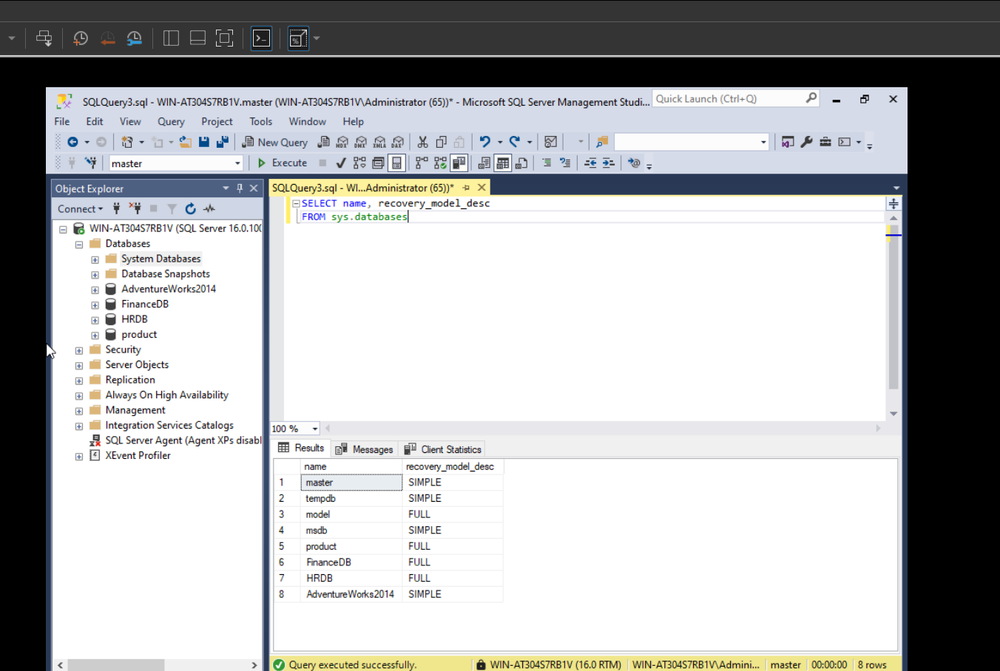 SQLQuery3.sql - WIN-AT304S7RB1V.master (WIN-AT304S7RB1V\Administrator (65))* - Microsoft SQL Server Management Studi...
Quick Launch (Ctrl+Q)
File Edit View Query Project Tools Window Help
New Query MDX DMX XMLA DAX
master Execute
Object Explorer
SQLQuery3.sql - WI...Administrator (65))*
Connect
SELECT name, recovery_model_desc
FROM sys.databases
WIN-AT304S7RB1V (SQL Server 16.0.100
Databases
System Databases
Database Snapshots
AdventureWorks2014
FinanceDB
HRDB
product
Security
Server Objects
Replication
Always On High Availability
Management
Integration Services Catalogs
SQL Server Agent (Agent XPs disabl
XEvent Profiler
100 %
Results Messages Client Statistics
name recovery_model_desc
1 master SIMPLE
2 tempdb SIMPLE
3 model FULL
4 msdb SIMPLE
5 product FULL
6 FinanceDB FULL
7 HRDB FULL
8 AdventureWorks2014 SIMPLE
Query executed successfully. WIN-AT304S7RB1V (16.0 RTM) WIN-AT304S7RB1V\Admini... master 00:00:00 8 rows